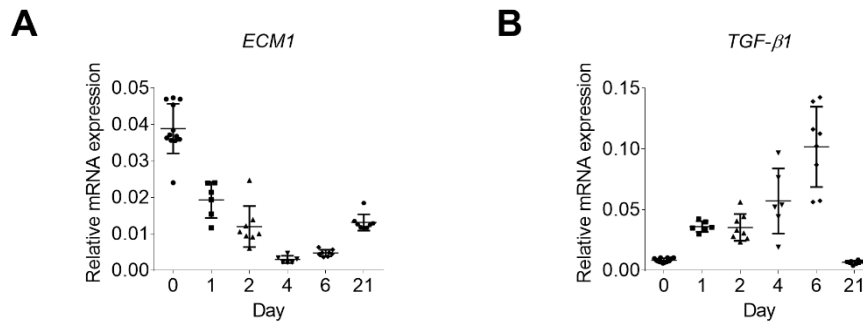 A
ECM1
Relative mRNA expression
0.05
0.04
0.03
0.02
0.01
0.00
0 1 2 4 6 21
Day
B
TGF-β1
Relative mRNA expression
0.15
0.10
0.05
0.00
0 1 2 4 6 21
Day